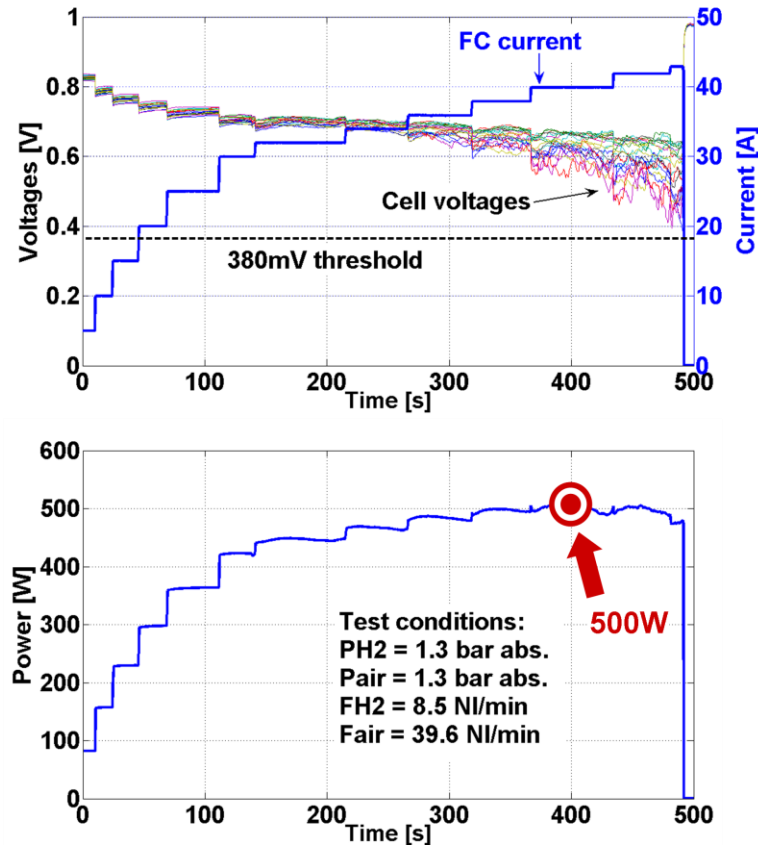 1
0.8
0.6
0.4
0.2
0
Voltages [V]
FC current
Cell voltages
380mV threshold
50
40
30
20
10
0
Current [A]
0
100
200
300
400
500
Time [s]
600
500
400
300
200
100
0
Power [W]
500W
Test conditions:
PH2 = 1.3 bar abs.
Pair = 1.3 bar abs.
FH2 = 8.5 Nl/min
Fair = 39.6 Nl/min
0
100
200
300
400
500
Time [s]